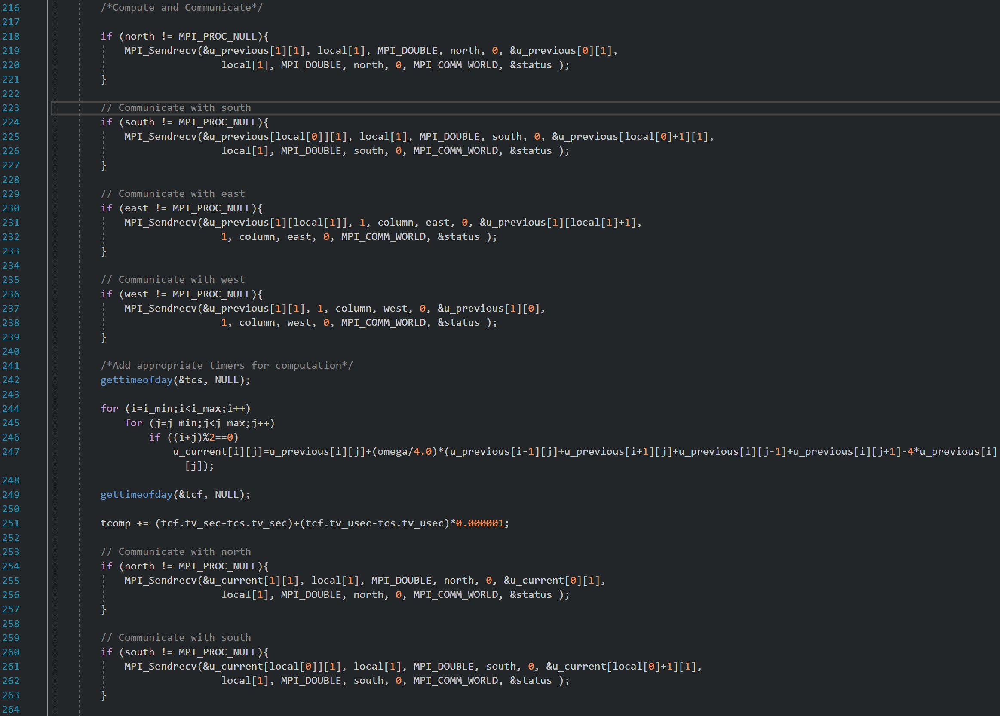 216 /*Compute and Communicate*/
217
218 if (north != MPI_PROC_NULL){
219 MPI_Sendrecv(&u_previous[1][1], local[1], MPI_DOUBLE, north, 0, &u_previous[0][1],
220 local[1], MPI_DOUBLE, north, 0, MPI_COMM_WORLD, &status );
221 }
222
223 // Communicate with south
224 if (south != MPI_PROC_NULL){
225 MPI_Sendrecv(&u_previous[local[0]][1], local[1], MPI_DOUBLE, south, 0, &u_previous[local[0]+1][1],
226 local[1], MPI_DOUBLE, south, 0, MPI_COMM_WORLD, &status );
227 }
228
229 // Communicate with east
230 if (east != MPI_PROC_NULL){
231 MPI_Sendrecv(&u_previous[1][local[1]], 1, column, east, 0, &u_previous[1][local[1]+1],
232 1, column, east, 0, MPI_COMM_WORLD, &status );
233 }
234
235 // Communicate with west
236 if (west != MPI_PROC_NULL){
237 MPI_Sendrecv(&u_previous[1][1], 1, column, west, 0, &u_previous[1][0],
238 1, column, west, 0, MPI_COMM_WORLD, &status );
239 }
240
241 /*Add appropriate timers for computation*/
242 gettimeofday(&tcs, NULL);
243
244 for (i=i_min;i<i_max;i++)
245 for (j=j_min;j<j_max;j++)
246 if ((i+j)%2==0)
247 u_current[i][j]=u_previous[i][j]+(omega/4.0)*(u_previous[i-1][j]+u_previous[i+1][j]+u_previous[i][j-1]+u_previous[i][j+1]-4*u_previous[i]
[j]);
248
249 gettimeofday(&tcf, NULL);
250
251 tcomp += (tcf.tv_sec-tcs.tv_sec)+(tcf.tv_usec-tcs.tv_usec)*0.000001;
252
253 // Communicate with north
254 if (north != MPI_PROC_NULL){
255 MPI_Sendrecv(&u_current[1][1], local[1], MPI_DOUBLE, north, 0, &u_current[0][1],
256 local[1], MPI_DOUBLE, north, 0, MPI_COMM_WORLD, &status );
257 }
258
259 // Communicate with south
260 if (south != MPI_PROC_NULL){
261 MPI_Sendrecv(&u_current[local[0]][1], local[1], MPI_DOUBLE, south, 0, &u_current[local[0]+1][1],
262 local[1], MPI_DOUBLE, south, 0, MPI_COMM_WORLD, &status );
263 }
264